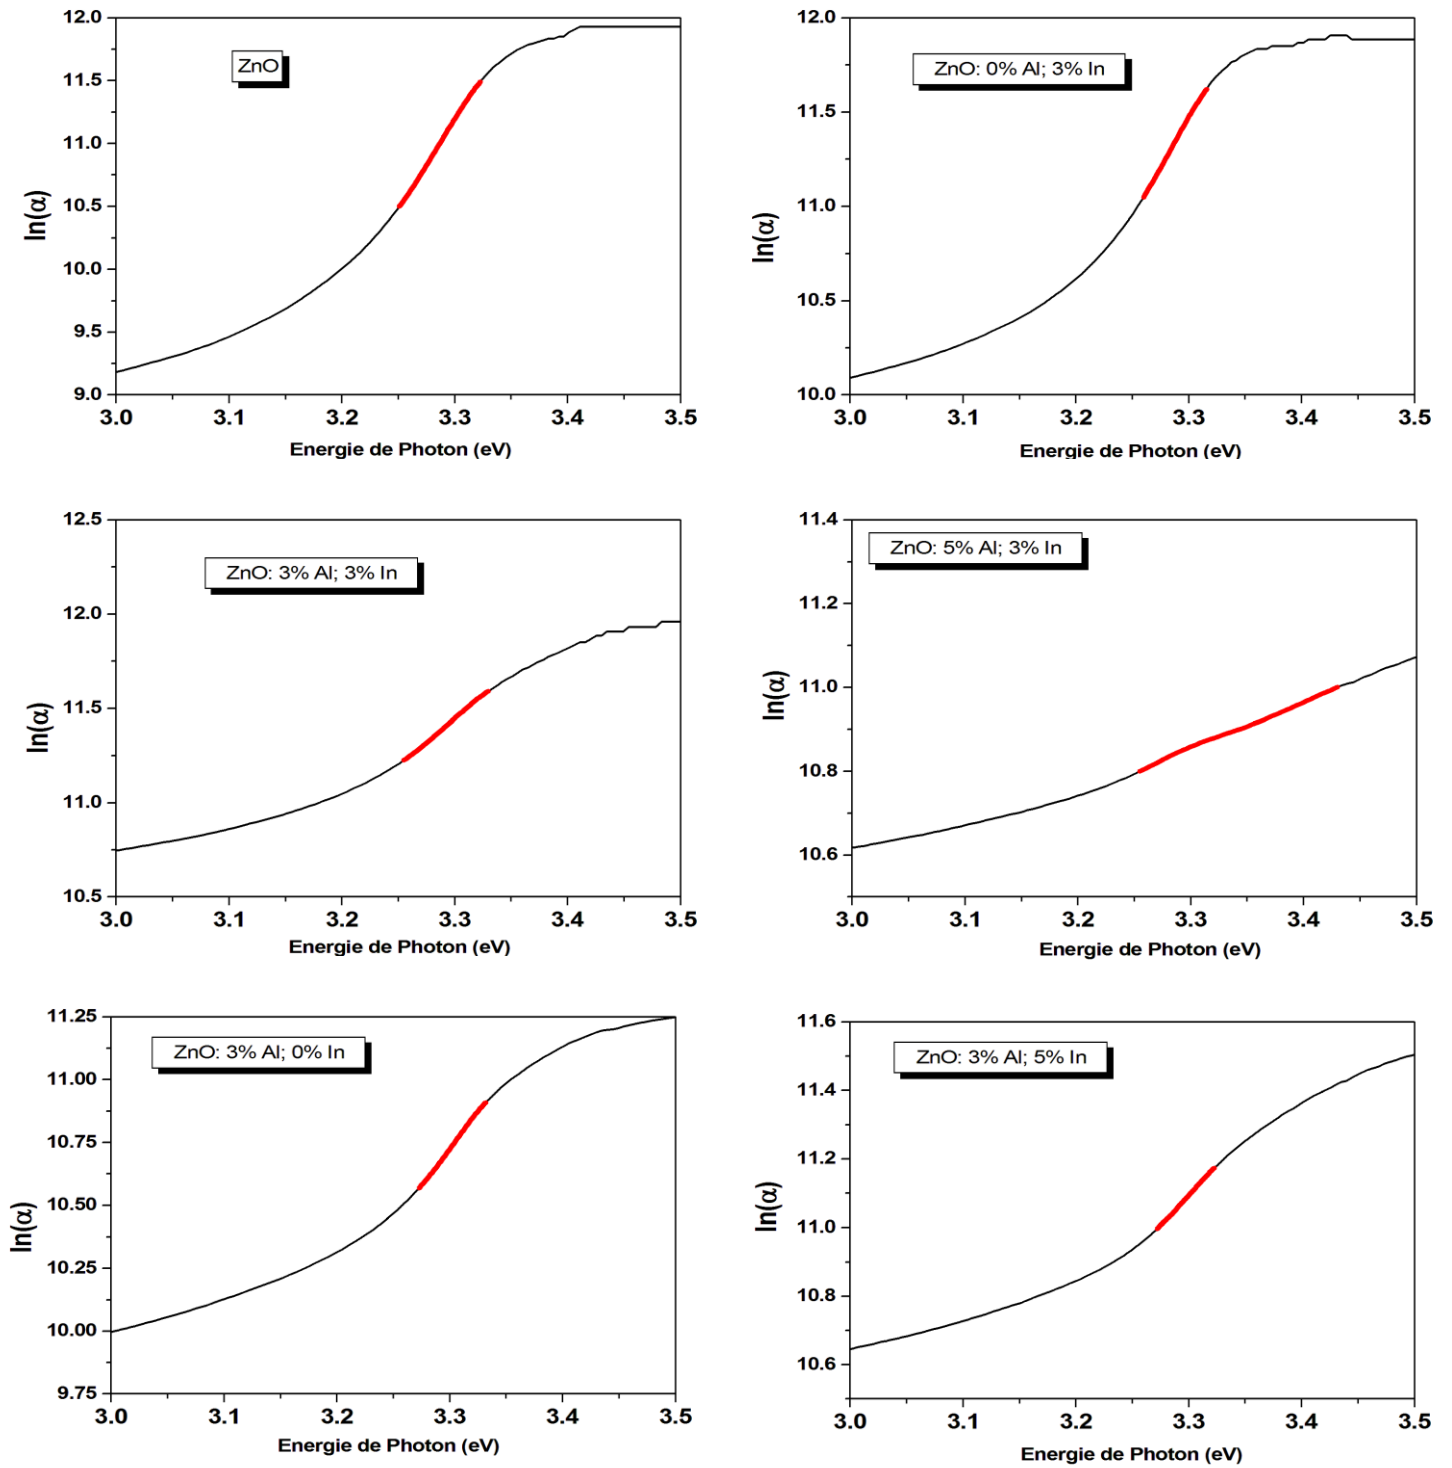 12.0
11.5
11.0
10.5
10.0
9.5
9.0
ln(α)
ZnO
3.0 3.1 3.2 3.3 3.4 3.5
Energie de Photon (eV)
12.0
11.5
11.0
10.5
10.0
ln(α)
ZnO: 0% Al; 3% In
3.0 3.1 3.2 3.3 3.4 3.5
Energie de Photon (eV)
12.5
12.0
11.5
11.0
10.5
ln(α)
ZnO: 3% Al; 3% In
3.0 3.1 3.2 3.3 3.4 3.5
Energie de Photon (eV)
11.4
11.2
11.0
10.8
10.6
ln(α)
ZnO: 5% Al; 3% In
3.0 3.1 3.2 3.3 3.4 3.5
Energie de Photon (eV)
11.25
11.00
10.75
10.50
10.25
10.00
9.75
ln(α)
ZnO: 3% Al; 0% In
3.0 3.1 3.2 3.3 3.4 3.5
Energie de Photon (eV)
11.6
11.4
11.2
11.0
10.8
10.6
ln(α)
ZnO: 3% Al; 5% In
3.0 3.1 3.2 3.3 3.4 3.5
Energie de Photon (eV)